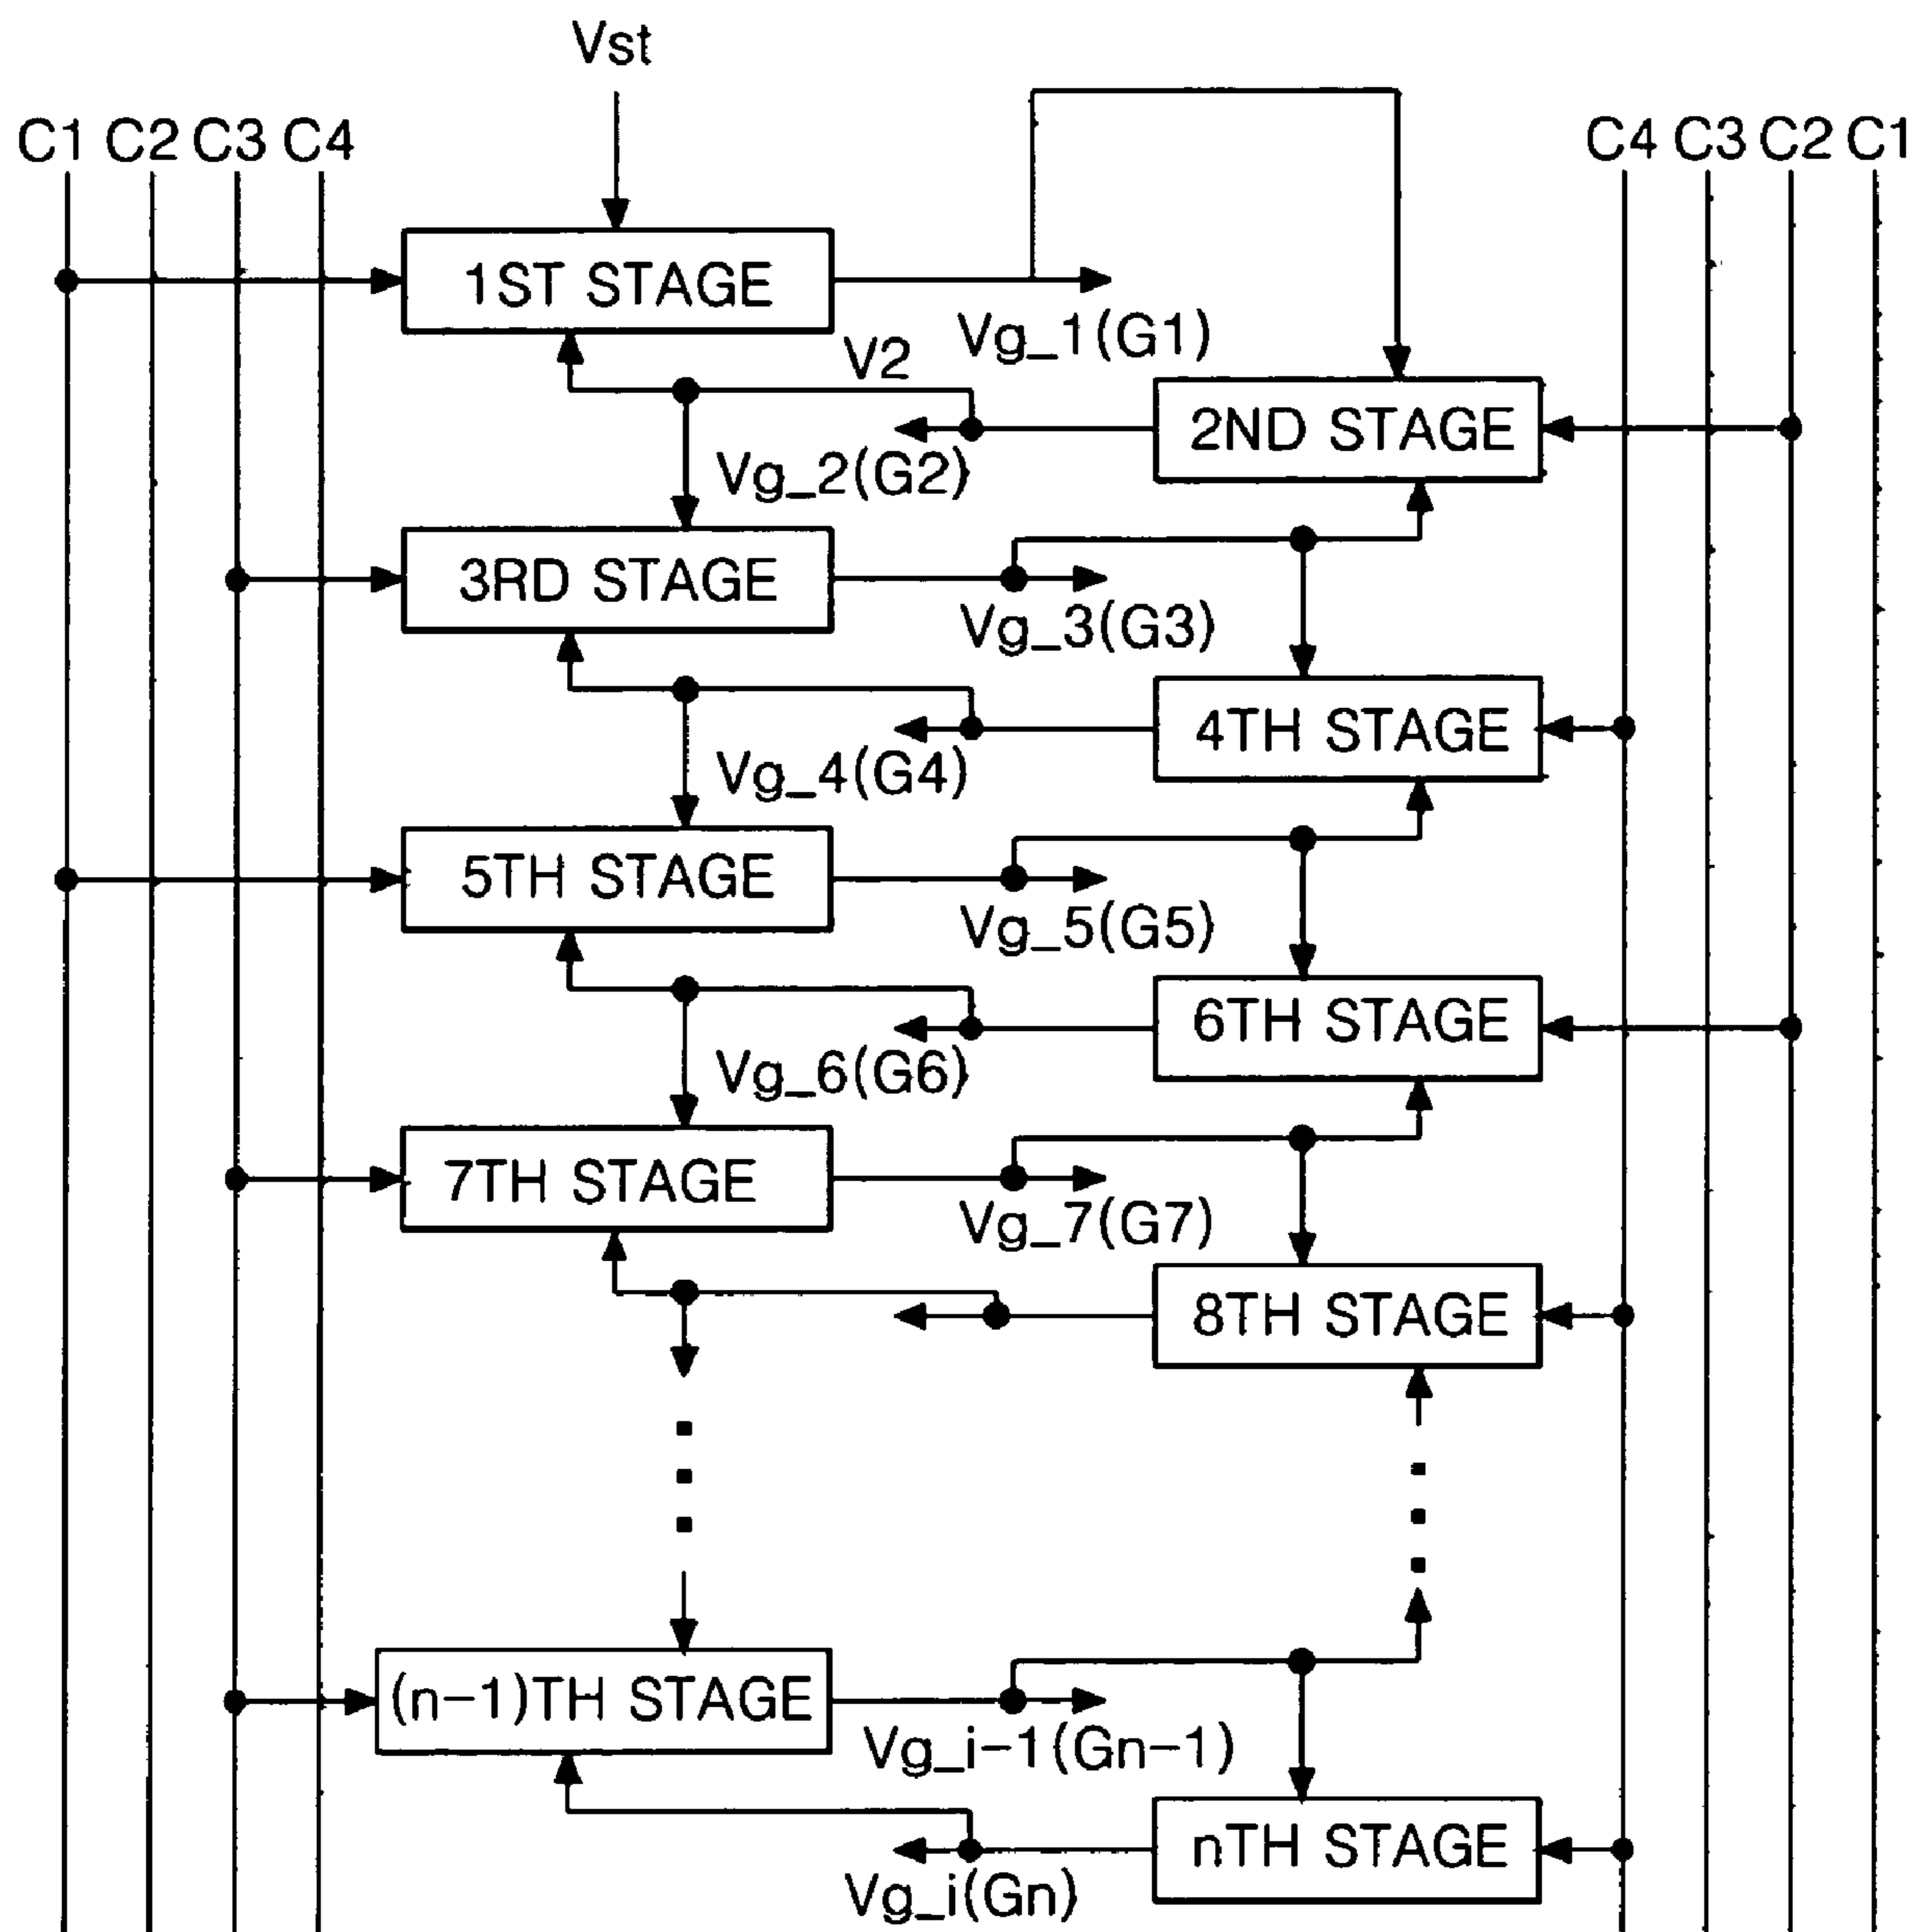 Vst
C1 C2 C3 C4
C4 C3 C2 C1
1ST STAGE
Vg_1(G1)
V2
2ND STAGE
Vg_2(G2)
3RD STAGE
Vg_3(G3)
4TH STAGE
Vg_4(G4)
5TH STAGE
Vg_5(G5)
6TH STAGE
Vg_6(G6)
7TH STAGE
Vg_7(G7)
8TH STAGE
(n-1)TH STAGE
Vg_i-1(Gn-1)
nTH STAGE
Vg_i(Gn)